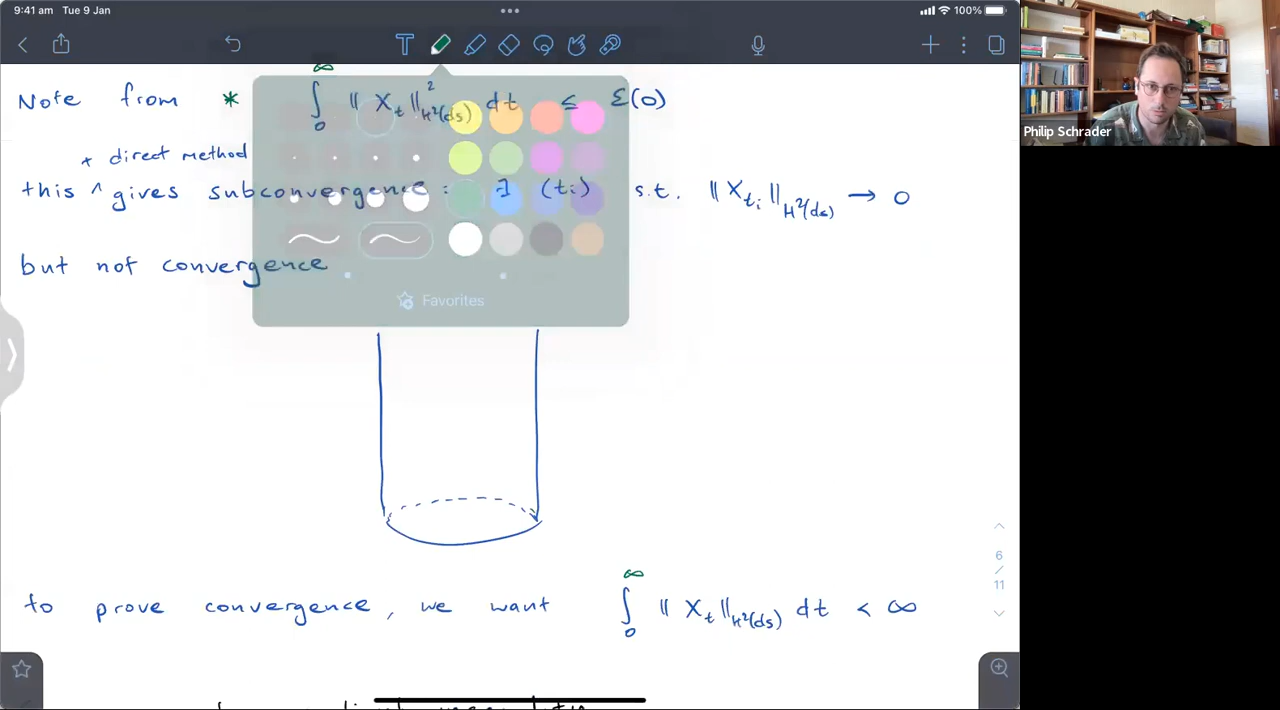 9:41 am Tue 9 Jan
100%
Philip Schrader
Note from * ∫₀^∞ ‖X_t‖²_{H²(ds)} dt ≤ Ɛ(0)
+ direct method
this ^ gives subconvergence: ∃ (t_i) s.t. ‖X_{t_i}‖_{H²(ds)} → 0
but not convergence
Favorites
to prove convergence, we want ∫₀^∞ ‖X_t‖_{H²(ds)} dt < ∞
6
/
11